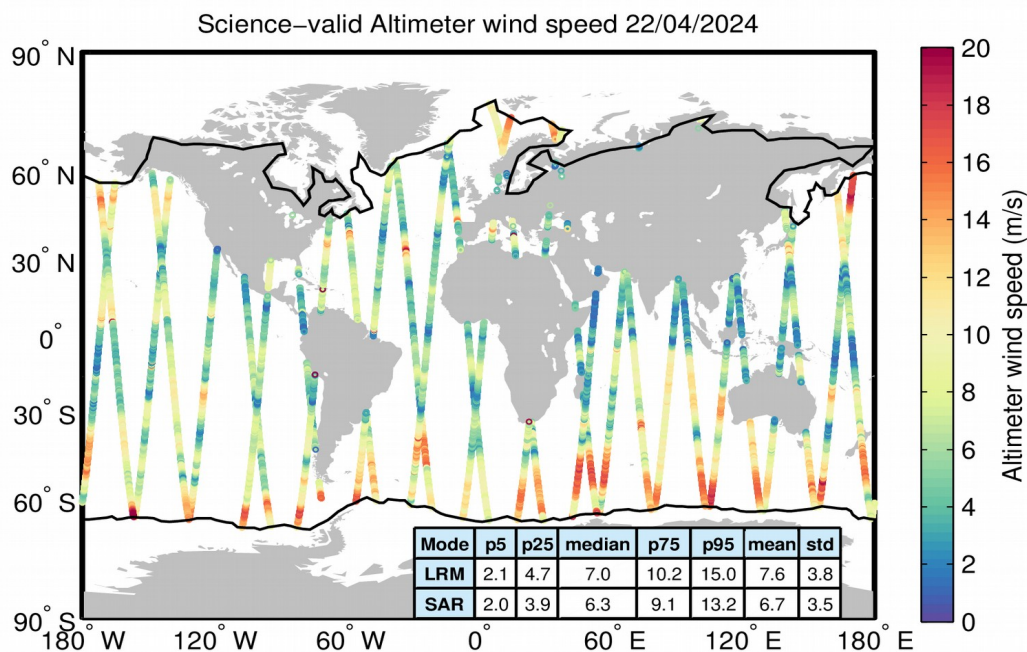 Science−valid Altimeter wind speed 22/04/2024
90° N
60° N
30° N
0°
30° S
60° S
90° S
180° W
120° W
60° W
0°
60° E
120° E
180° E
Mode p5 p25 median p75 p95 mean std
LRM 2.1 4.7 7.0 10.2 15.0 7.6 3.8
SAR 2.0 3.9 6.3 9.1 13.2 6.7 3.5
20
18
16
14
12
10
8
6
4
2
0
Altimeter wind speed (m/s)